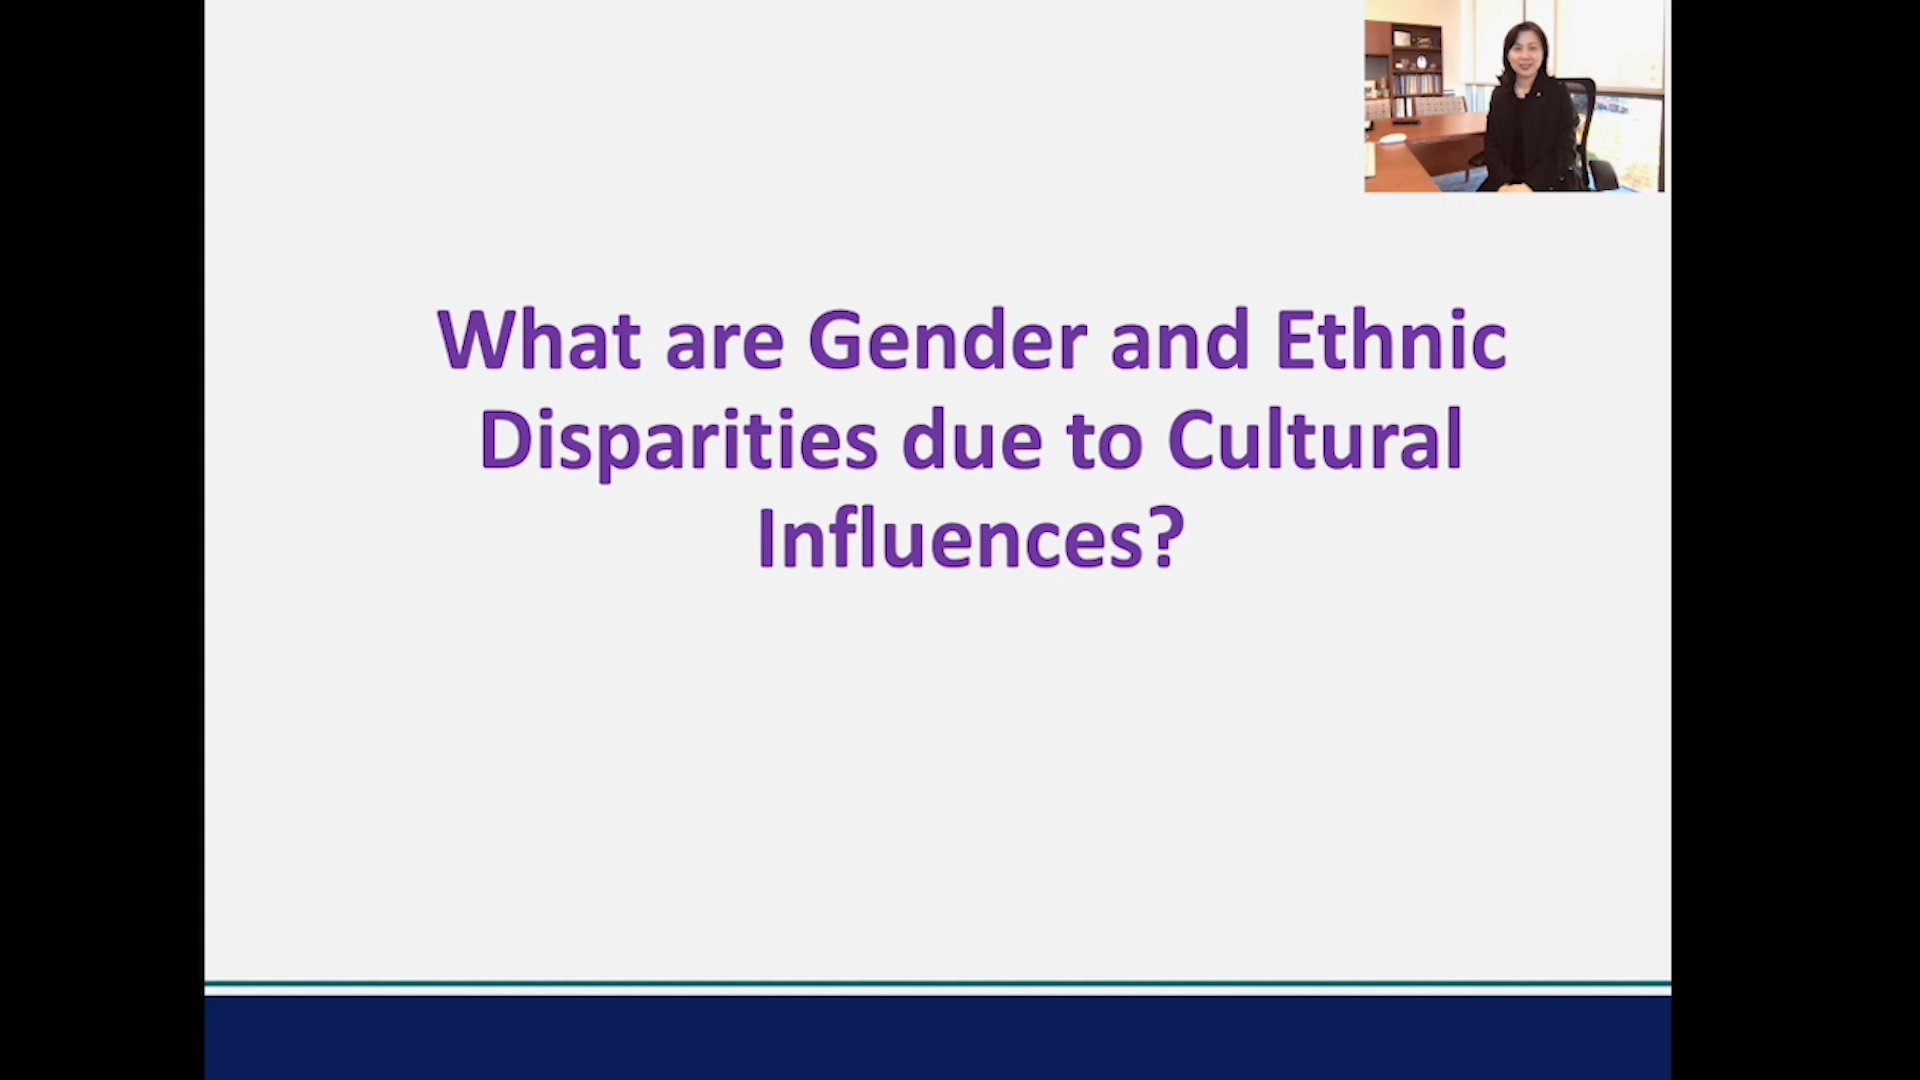 What are Gender and Ethnic
Disparities due to Cultural
Influences?